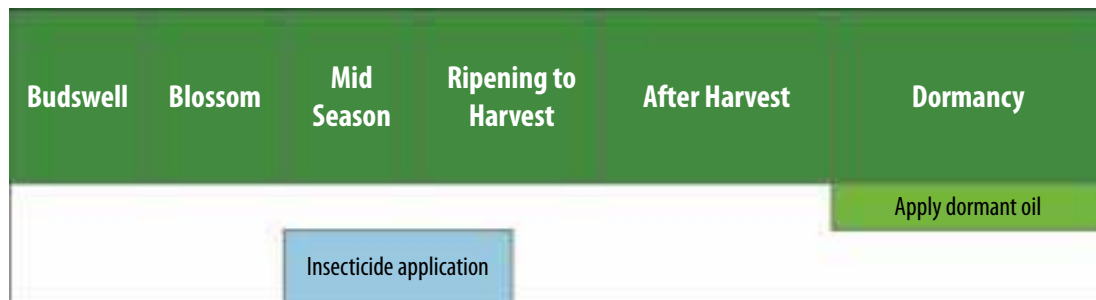 Budswell
Blossom
Mid
Season
Ripening to
Harvest
After Harvest
Dormancy
Apply dormant oil
Insecticide application